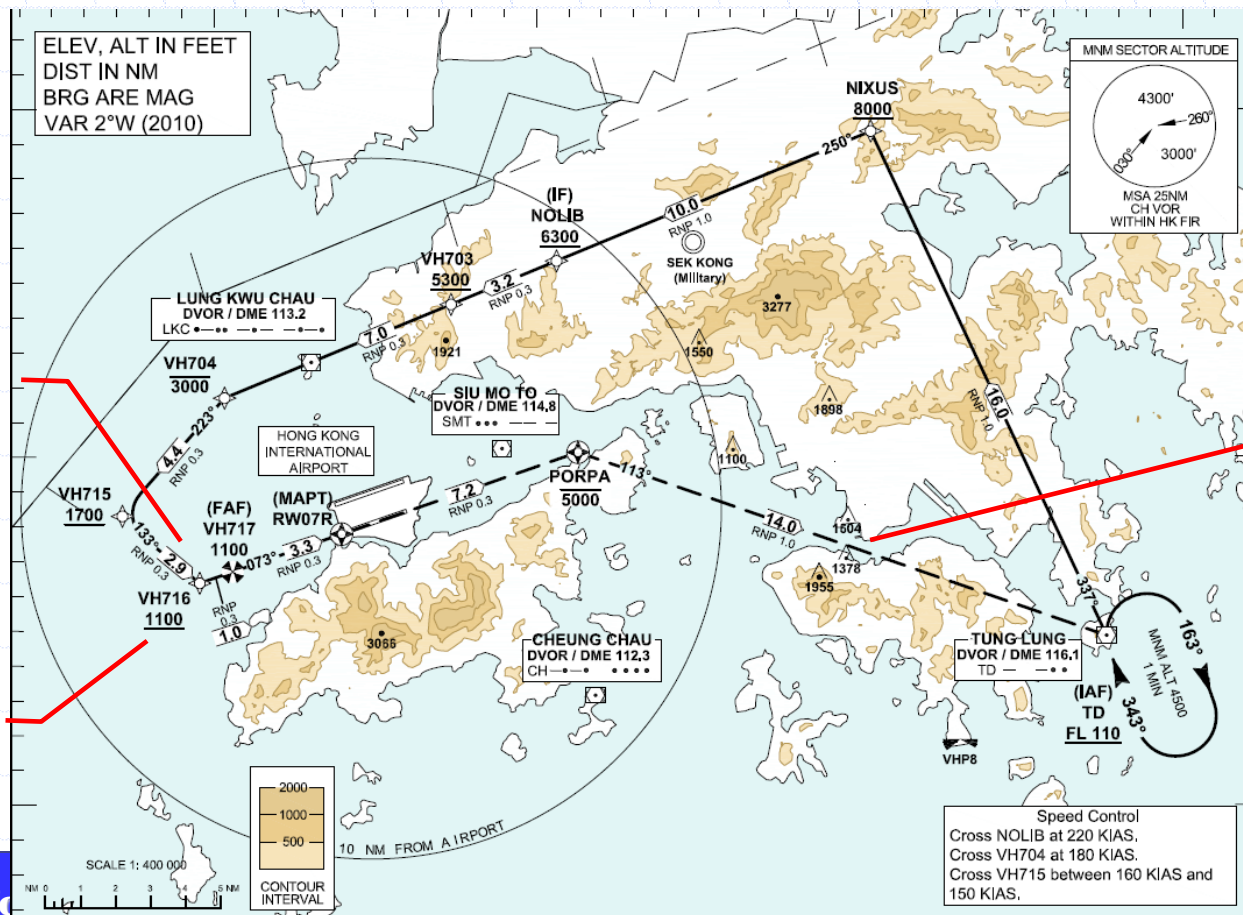 ELEV, ALT IN FEET
DIST IN NM
BRG ARE MAG
VAR 2°W (2010)
MNM SECTOR ALTITUDE
4300'
260°
030°
3000'
MSA 25NM
CH VOR
WITHIN HK FIR
NIXUS
8000
250°
10.0
RNP 1.0
(IF)
NOLIB
6300
SEK KONG
(Military)
VH703
5300
3.2
RNP 0.3
3277
LUNG KWU CHAU
DVOR / DME 113.2
LKC
7.0
RNP 0.3
1921
1550
VH704
3000
SIU MO TO
DVOR / DME 114.8
SMT
16.0
RNP 1.0
1898
223°
4.4
RNP 0.3
HONG KONG
INTERNATIONAL
AIRPORT
1100
PORPA
5000
113°
VH715
1700
(FAF)
VH717
1100
(MAPT)
RW07R
7.2
RNP 0.3
14.0
RNP 1.0
1504
133°
2.9
RNP 0.3
073°
3.3
RNP 0.3
1378
1955
337°
VH716
1100
RNP
0.3
1.0
3066
CHEUNG CHAU
DVOR / DME 112.3
CH
TUNG LUNG
DVOR / DME 116.1
TD
163°
MNM ALT 4500
1 MIN
343°
(IAF)
TD
FL 110
VHP8
2000
1000
500
CONTOUR
INTERVAL
10 NM FROM AIRPORT
SCALE 1: 400 000
NM 0 1 2 3 4 5 NM
Speed Control
Cross NOLIB at 220 KIAS.
Cross VH704 at 180 KIAS.
Cross VH715 between 160 KIAS and
150 KIAS.